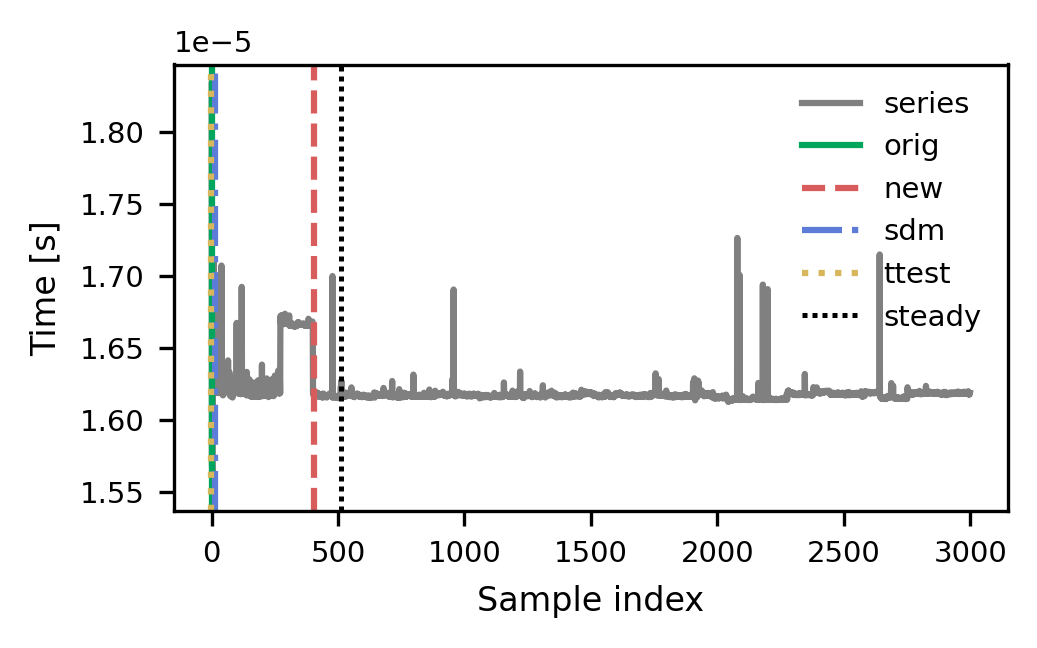 1e−5
1.80
1.75
1.70
1.65
1.60
1.55
Time [s]
series
orig
new
sdm
ttest
steady
0 500 1000 1500 2000 2500 3000
Sample index